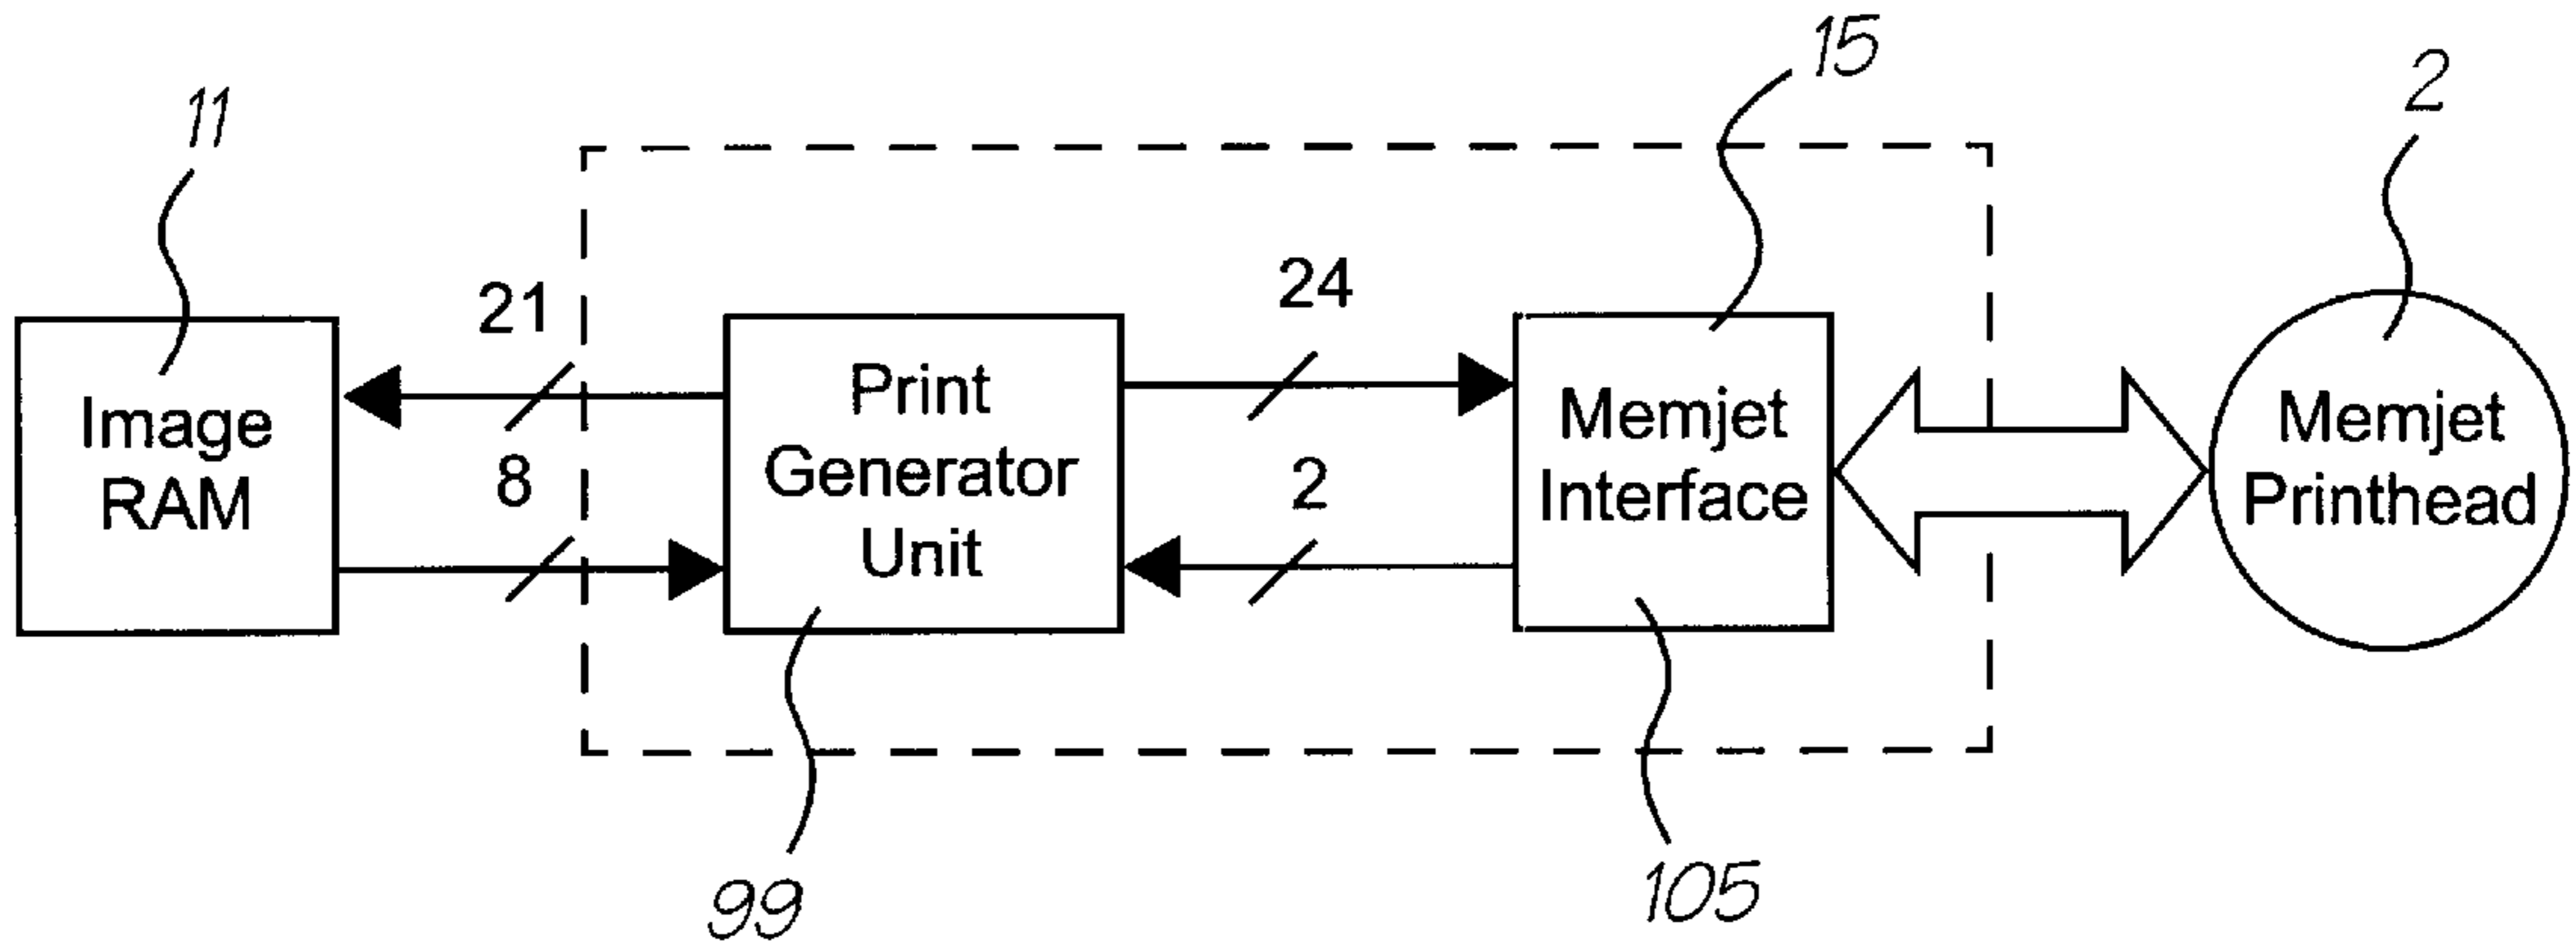 15
2
11
21
24
8
2
Image
RAM
Print
Generator
Unit
Memjet
Interface
Memjet
Printhead
99
105